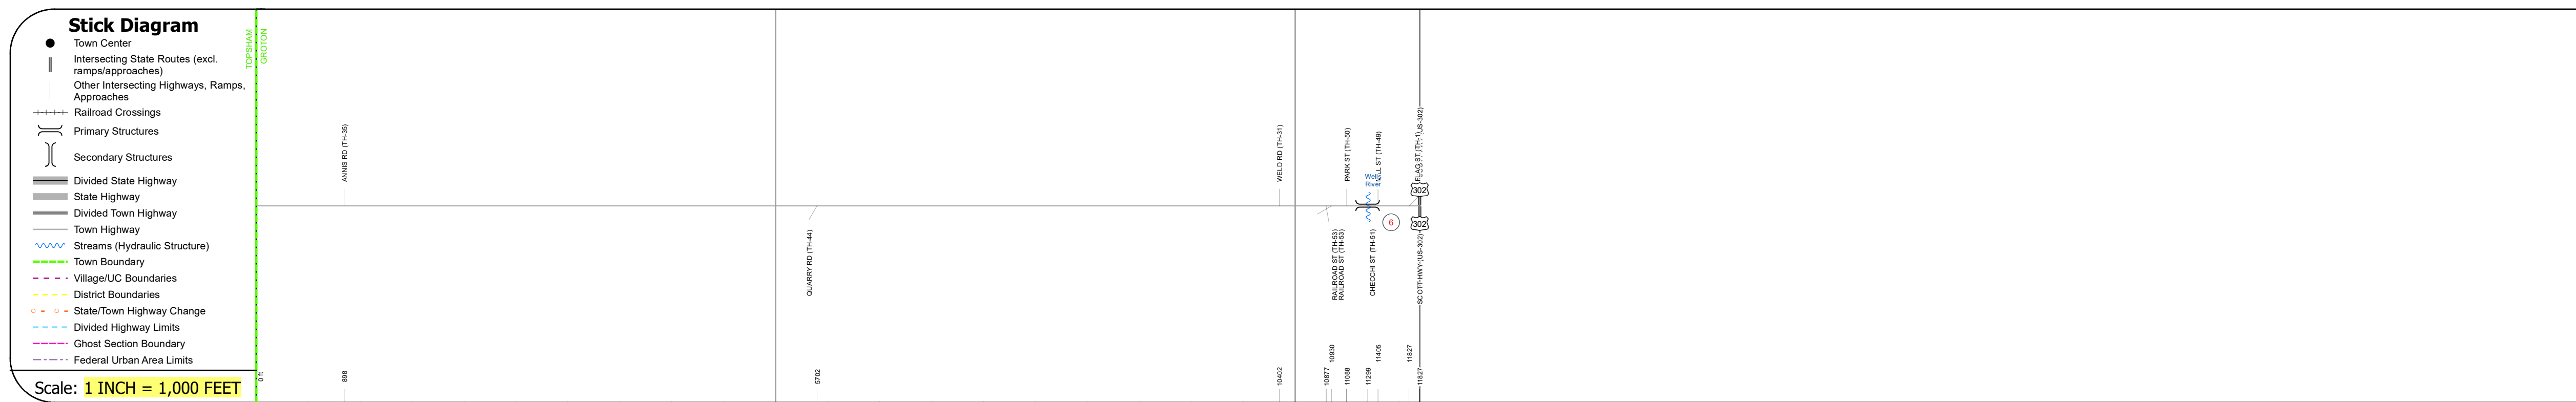 Stick Diagram
Town Center
Intersecting State Routes (excl.
ramps/approaches)
Other Intersecting Highways, Ramps,
Approaches
Railroad Crossings
Primary Structures
Secondary Structures
Divided State Highway
State Highway
Divided Town Highway
Town Highway
Streams (Hydraulic Structure)
Town Boundary
Village/UC Boundaries
District Boundaries
State/Town Highway Change
Divided Highway Limits
Ghost Section Boundary
Federal Urban Area Limits
Scale: 1 INCH = 1,000 FEET
TOPSHAM
GROTON
ANNIS RD (TH-35)
QUARRY RD (TH-44)
WELD RD (TH-31)
RAILROAD ST (TH-53)
RAILROAD ST (TH-53)
PARK ST (TH-50)
Wells
River
CHECCHI ST (TH-51)
ST (TH-49)
6
FLAG ST (TH-1)
US-302)
302
302
SCOTT HWY (US-302)
0 ft
898
5702
10402
10877
10930
11088
11299
11405
11827
11827